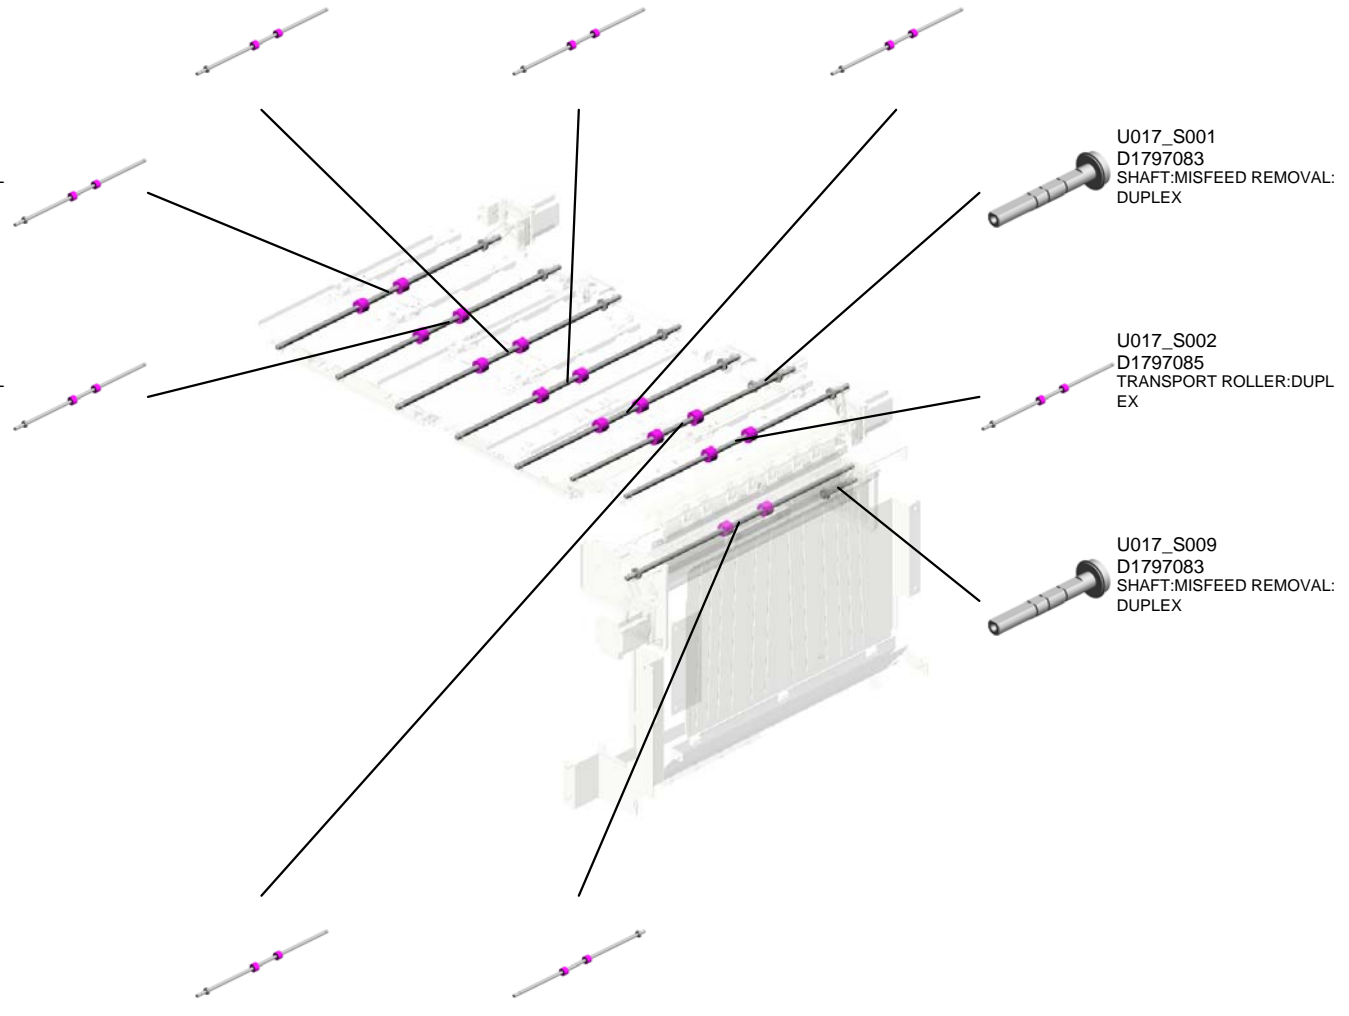 U017_S001
D1797083
SHAFT:MISFEED REMOVAL:
DUPLEX
U017_S002
D1797085
TRANSPORT ROLLER:DUPL
EX
U017_S009
D1797083
SHAFT:MISFEED REMOVAL:
DUPLEX